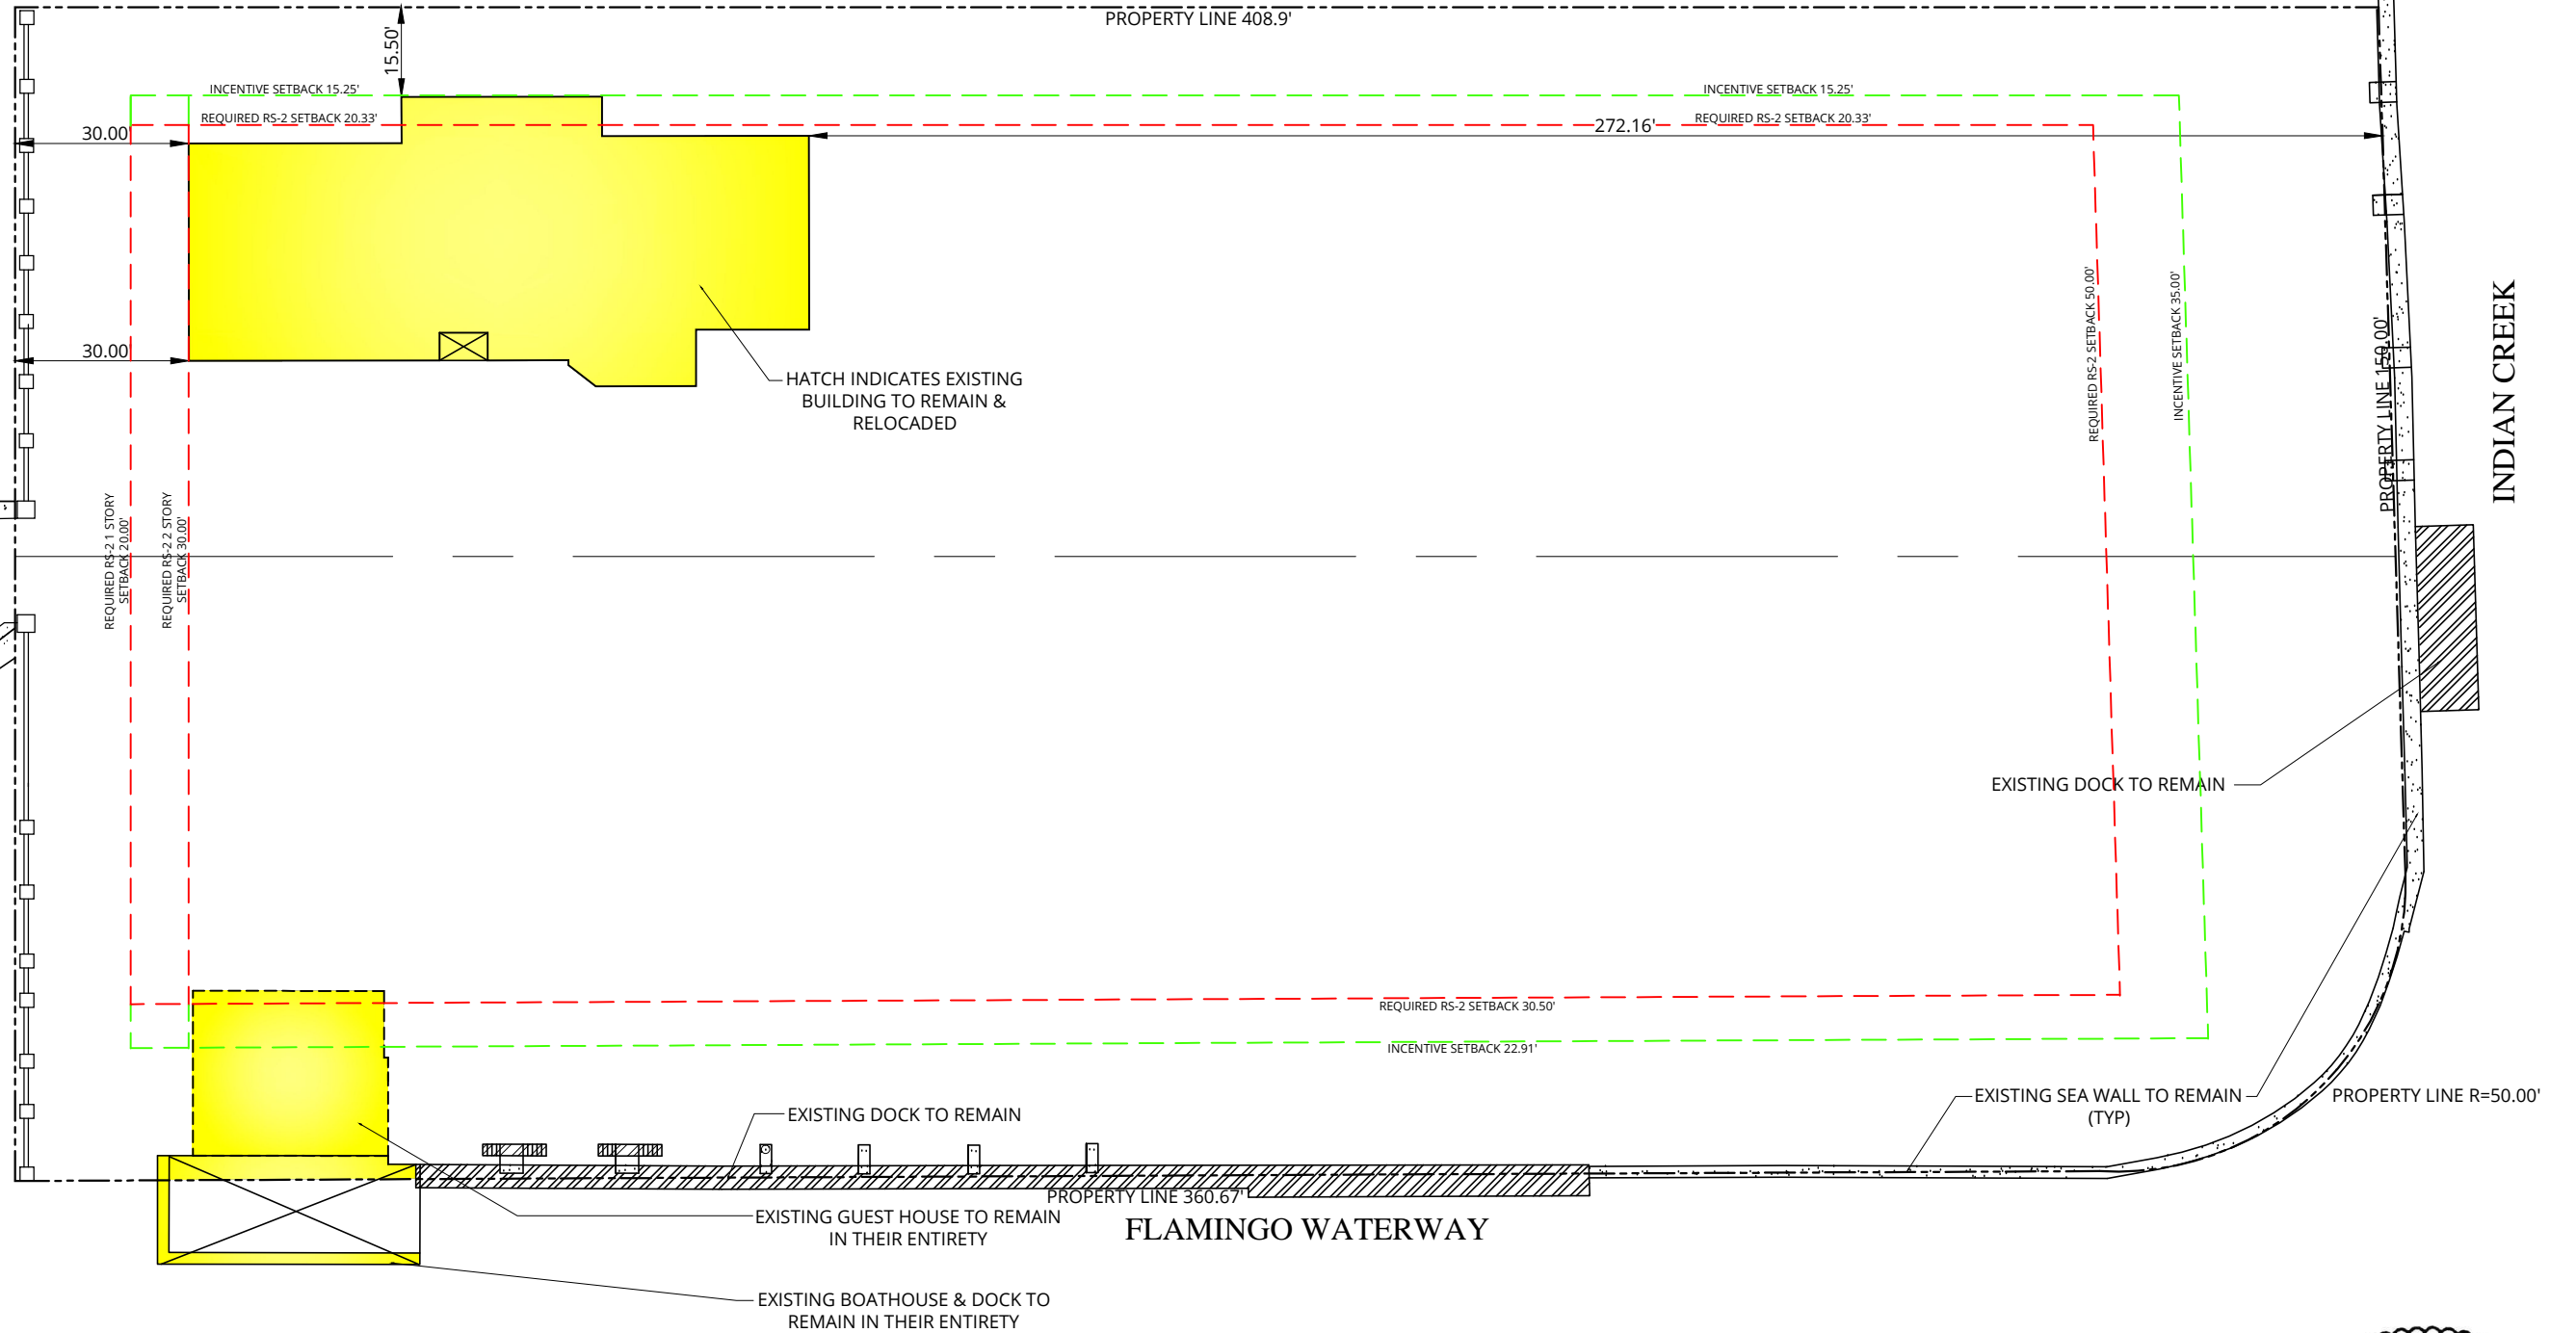 PROPERTY LINE 408.9'
15.50'
INCENTIVE SETBACK 15.25'
INCENTIVE SETBACK 15.25'
REQUIRED RS-2 SETBACK 20.33'
REQUIRED RS-2 SETBACK 20.33'
30.00'
272.16'
30.00'
HATCH INDICATES EXISTING
BUILDING TO REMAIN &
RELOCADED
REQUIRED RS-2 SETBACK 50.00'
INCENTIVE SETBACK 35.00'
PROPERTY LINE 150.00'
INDIAN CREEK
REQUIRED RS-2 1 STORY
SETBACK 20.00'
REQUIRED RS-2 2 STORY
SETBACK 30.00'
EXISTING DOCK TO REMAIN
REQUIRED RS-2 SETBACK 30.50'
INCENTIVE SETBACK 22.91'
EXISTING DOCK TO REMAIN
EXISTING SEA WALL TO REMAIN
(TYP)
PROPERTY LINE R=50.00'
PROPERTY LINE 360.67'
EXISTING GUEST HOUSE TO REMAIN
IN THEIR ENTIRETY
FLAMINGO WATERWAY
EXISTING BOATHOUSE & DOCK TO
REMAIN IN THEIR ENTIRETY